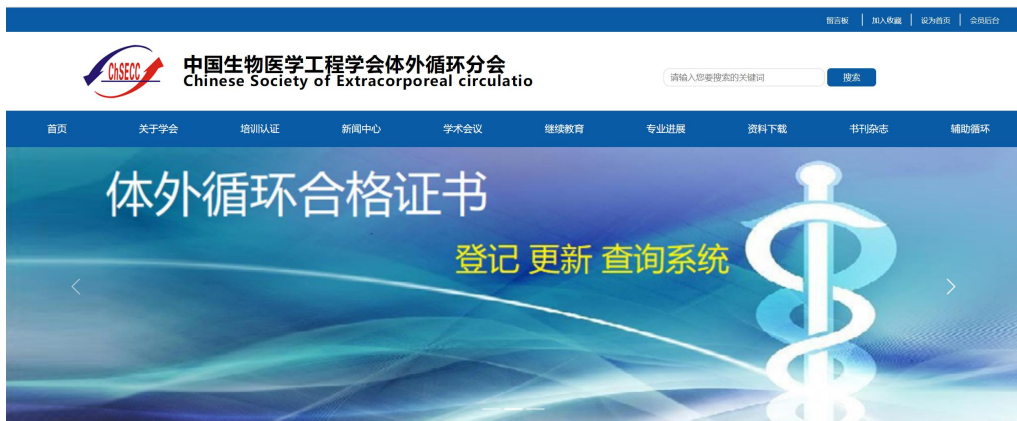 留言板 加入收藏 设为首页 会员后台
ChSECC
中国生物医学工程学会体外循环分会
Chinese Society of Extracorporeal circulatio
请输入您要搜索的关键词 搜索
首页 关于学会 培训认证 新闻中心 学术会议 继续教育 专业进展 资料下载 书刊杂志 辅助循环
体外循环合格证书
登记 更新 查询系统